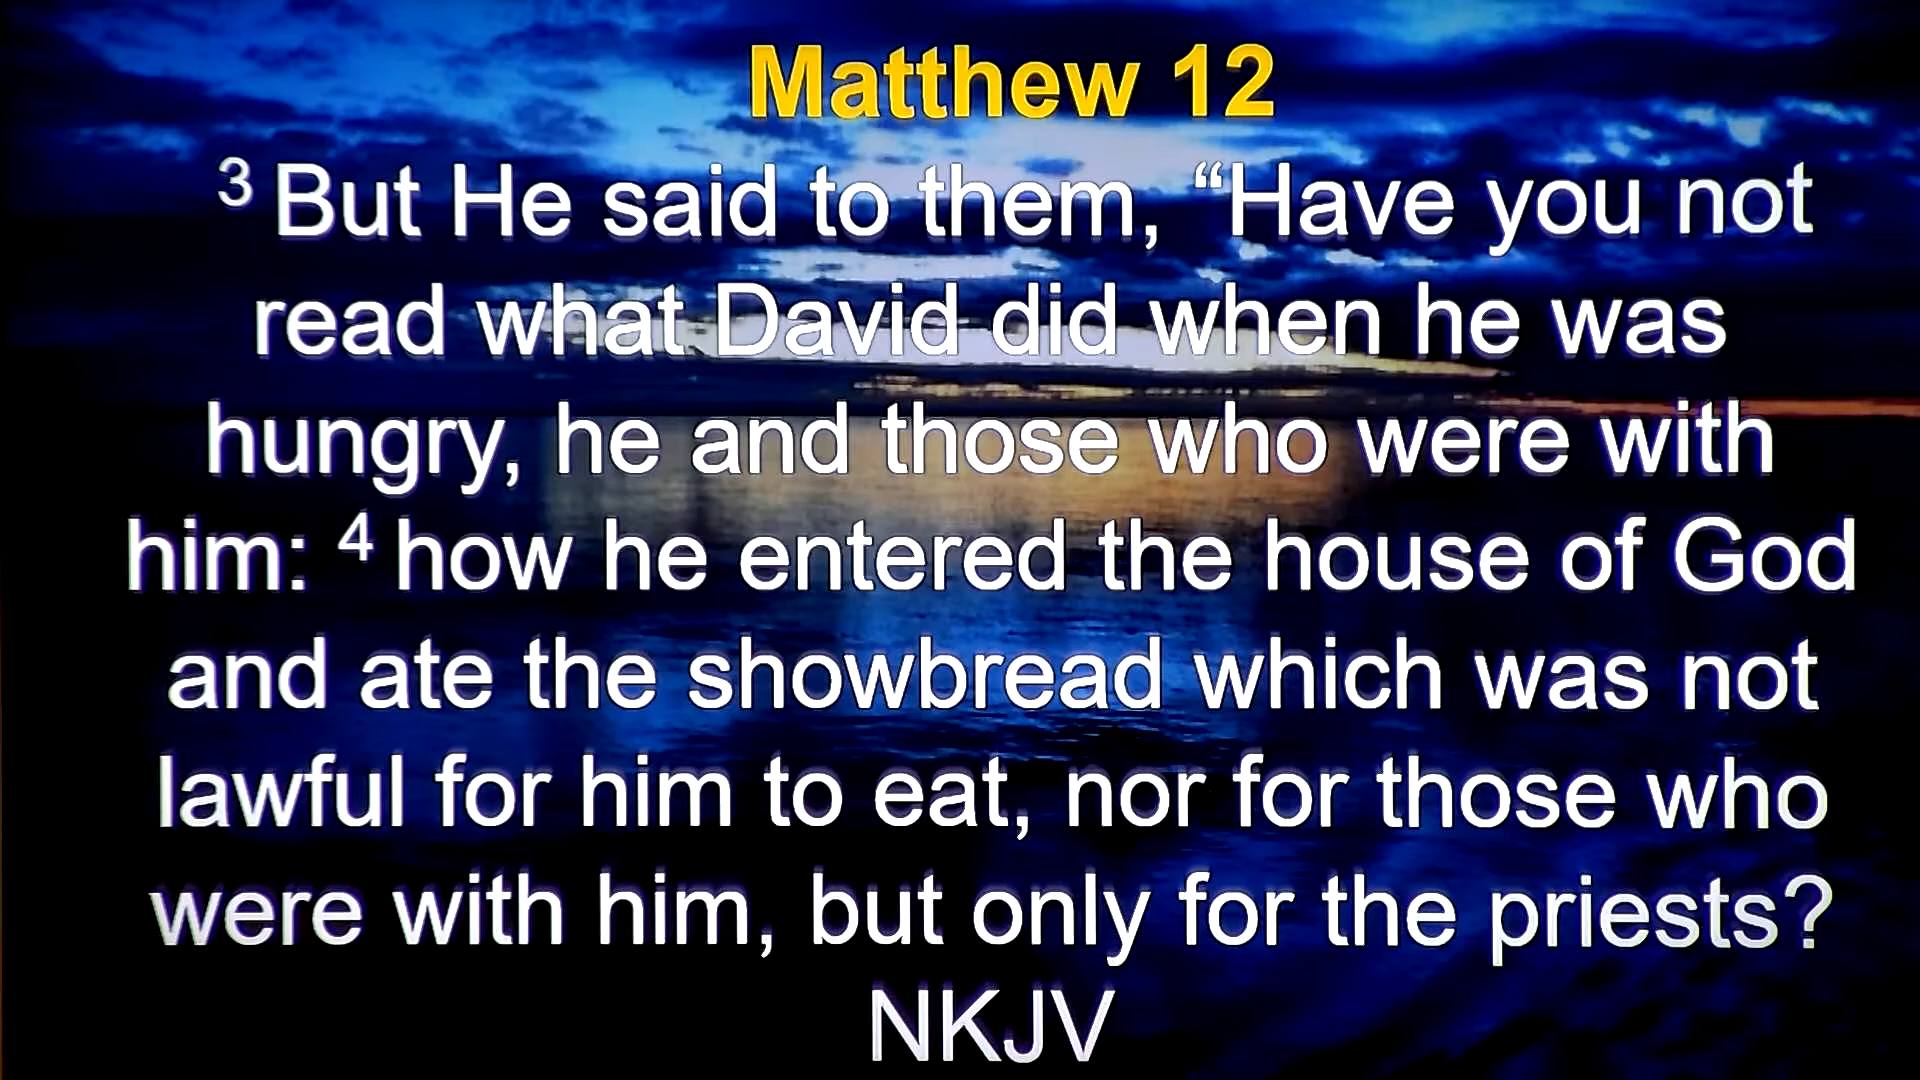 Matthew 12
3 But He said to them, “Have you not
read what David did when he was
hungry, he and those who were with
him: 4 how he entered the house of God
and ate the showbread which was not
lawful for him to eat, nor for those who
were with him, but only for the priests?
NKJV